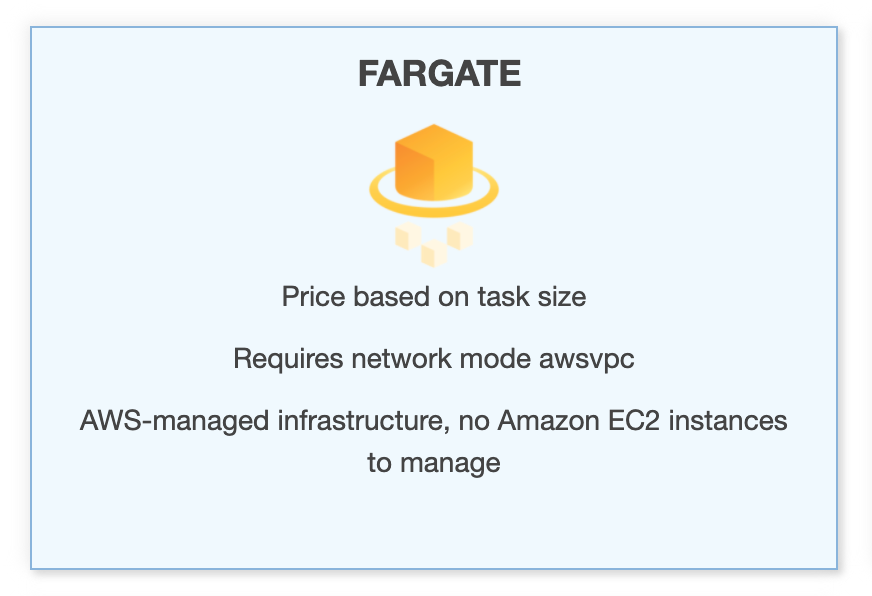 FARGATE
Price based on task size
Requires network mode awsvpc
AWS-managed infrastructure, no Amazon EC2 instances
to manage